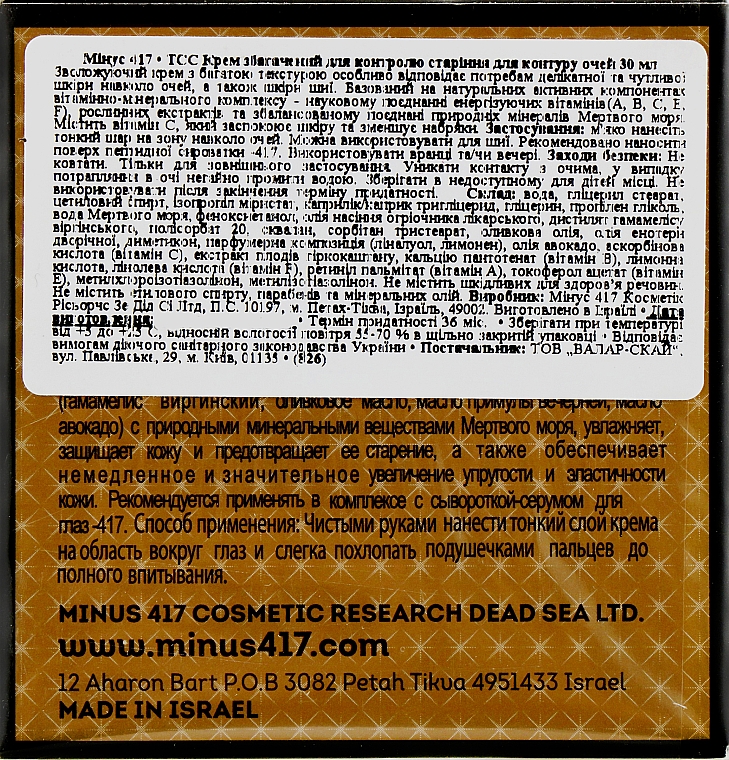 Мінус 417 • ТСС Крем збагачений для контролю старіння для контуру очей 30 мл
Зволожуючий крем з багатою текстурою особливо відповідає потребам делікатної та чутливої
шкіри навколо очей, а також шкіри шиї. Базований на натуральних активних компонентах
вітамінно-мінерального комплексу - науковому поєднанні енергізуючих вітамінів(А, В, С, Е,
F), рослинних екстрактів та збалансованому поєднані природніх мінералів Мертвого моря.
Містить вітамін С, який заспокоює шкіру та зменшує набряки. Застосування: м'яко нанесіть
тонкий шар на зону навколо очей. Можна використовувати для шиї. Рекомендовано наносити
поверх пептидної сироватки -417. Використовувати вранці та/чи вечері. Заходи безпеки: Не
ковтати. Тільки для зовнішнього застосування. Уникати контакту з очима, у випадку
потрапляння в очі негайно промити водою. Зберігати в недоступному для дітей місці. Не
використовувати після закінчення терміну придатності. Склад: вода, гліцерил стеарат,
цетиловий спирт, ізопропіл міристат, каприлік/каприк тригліцерид, гліцерин, пропілен гліколь,
вода Мертвого моря, феноксіетанол, олія насіння огірочника лікарського, дистилят гамамелісу
віргінського, полісорбат 20, сквалан, сорбітан тристеарат, оливкова олія, олія енотери
дворічної, диметикон, парфумерна композиція (ліналуол, лимонен), олія авокадо, аскорбінова
кислота (вітамін С), екстракт плодів гіркокаштану, кальцію пантотенат (вітамін В), лимонна
кислота, лінолева кислота (вітамін F), ретиніл пальмітат (вітамін А), токоферол ацетат (вітамін
Е), метилхлороізотіазолінон, метилізотіазолінон. Не містить шкідливих для здоров'я речовин.
Не містить етилового спирту, парабенів та мінеральних олій. Виробник: Мінус 417 Косметік
Рісьорчс Зе Діл Сі Лтд, П.С. 10197, м. Петах-Тіква, Ізраїль, 49002. Виготовлено в Ізраїлі • Дата
виготовлення: • Термін придатності 36 міс. • Зберігати при температурі
від +5 до +25 С, відносній вологості повітря 55-70 % в щільно закритій упаковці • Відповідає
вимогам діючого санітарного законодавства України • Постачальник: ТОВ „ВАЛАР-СКАЙ",
вул. Павлівська, 29, м. Київ, 01135 • (826)
(гамамелис виргинский, оливковое масло, масло примулы вечерней, масло
авокадо) с природными минеральными веществами Мертвого моря, увлажняет,
защищает кожу и предотвращает ее старение, а также обеспечивает
немедленное и значительное увеличение упругости и эластичности
кожи. Рекомендуется применять в комплексе с сывороткой-серумом для
глаз -417. Способ применения: Чистыми руками нанести тонкий слой крема
на область вокруг глаз и слегка похлопать подушечками пальцев до
полного впитывания.
MINUS 417 COSMETIC RESEARCH DEAD SEA LTD.
www.minus417.com
12 Aharon Bart P.O.B 3082 Petah Tikva 4951433 Israel
MADE IN ISRAEL